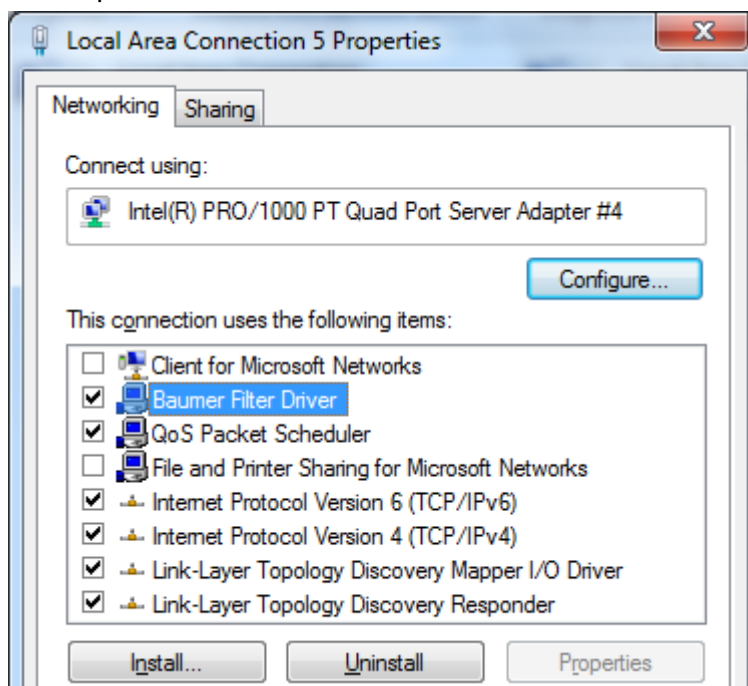 Local Area Connection 5 Properties
Networking Sharing
Connect using:
Intel(R) PRO/1000 PT Quad Port Server Adapter #4
Configure...
This connection uses the following items:
Client for Microsoft Networks
Baumer Filter Driver
QoS Packet Scheduler
File and Printer Sharing for Microsoft Networks
Internet Protocol Version 6 (TCP/IPv6)
Internet Protocol Version 4 (TCP/IPv4)
Link-Layer Topology Discovery Mapper I/O Driver
Link-Layer Topology Discovery Responder
Install... Uninstall Properties